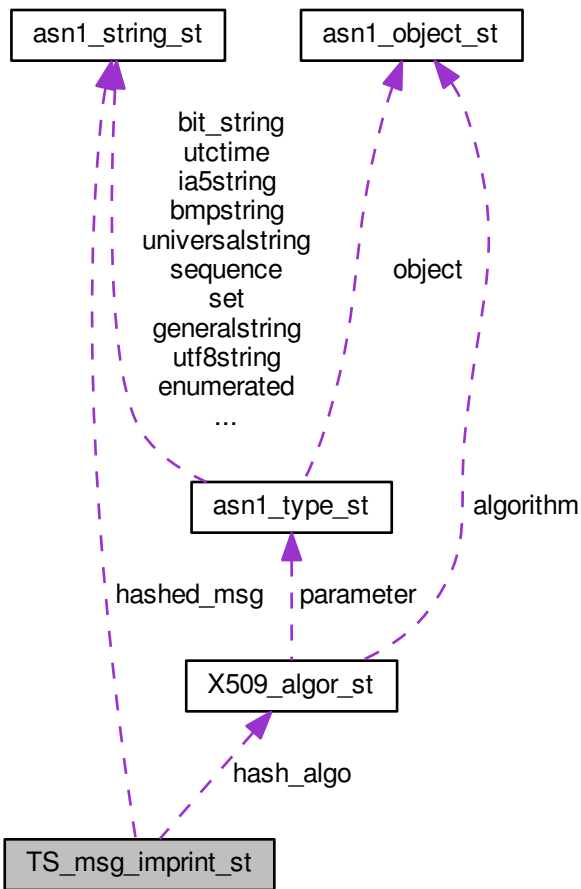 asn1_string_st
asn1_object_st
bit_string
utctime
ia5string
bmpstring
universalstring
sequence
set
generalstring
utf8string
enumerated
...
object
asn1_type_st
algorithm
hashed_msg
parameter
X509_algor_st
hash_algo
TS_msg_imprint_st